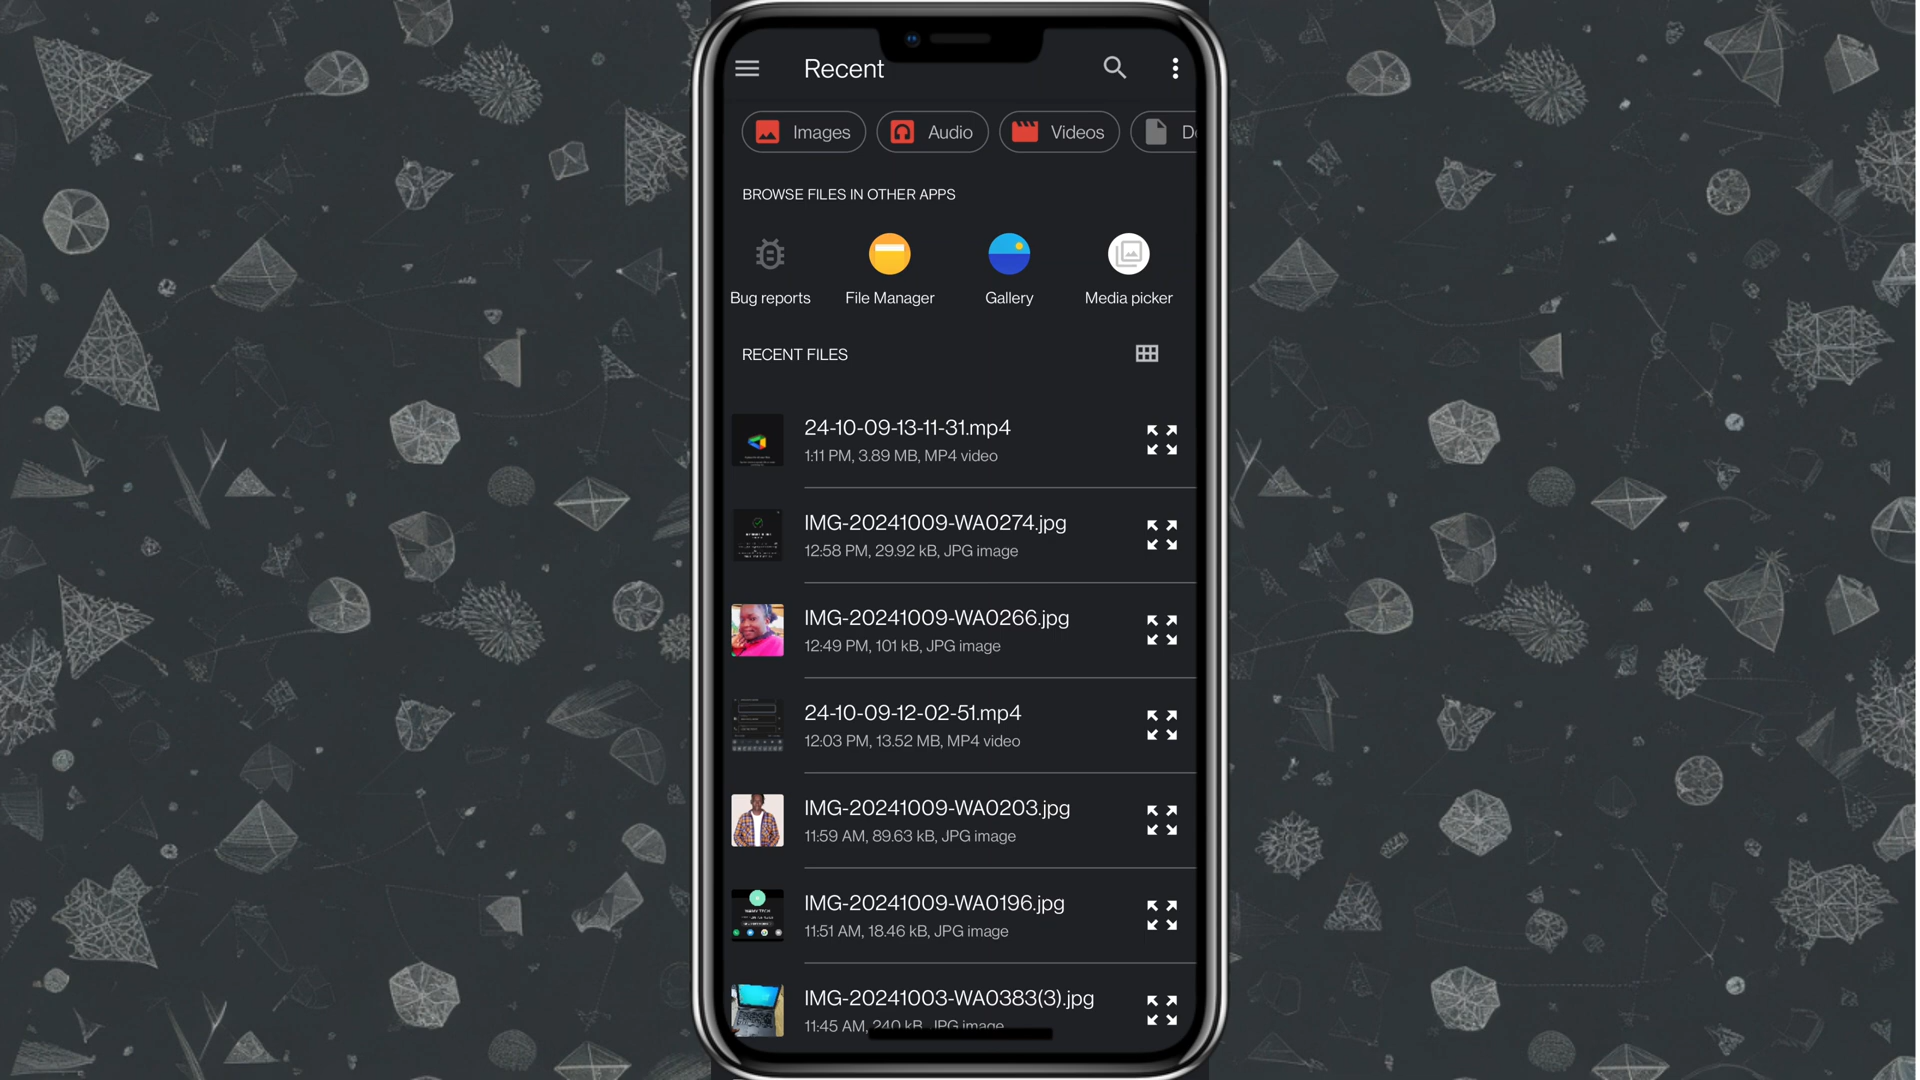 Recent
Images
Audio
Videos
BROWSE FILES IN OTHER APPS
Bug reports
File Manager
Gallery
Media picker
RECENT FILES
24-10-09-13-11-31.mp4
1:11 PM, 3.89 MB, MP4 video
IMG-20241009-WA0274.jpg
12:58 PM, 29.92 kB, JPG image
IMG-20241009-WA0266.jpg
12:49 PM, 101 kB, JPG image
24-10-09-12-02-51.mp4
12:03 PM, 13.52 MB, MP4 video
IMG-20241009-WA0203.jpg
11:59 AM, 89.63 kB, JPG image
IMG-20241009-WA0196.jpg
11:51 AM, 18.46 kB, JPG image
IMG-20241003-WA0383(3).jpg
11:45 AM, 240 kB, JPG image